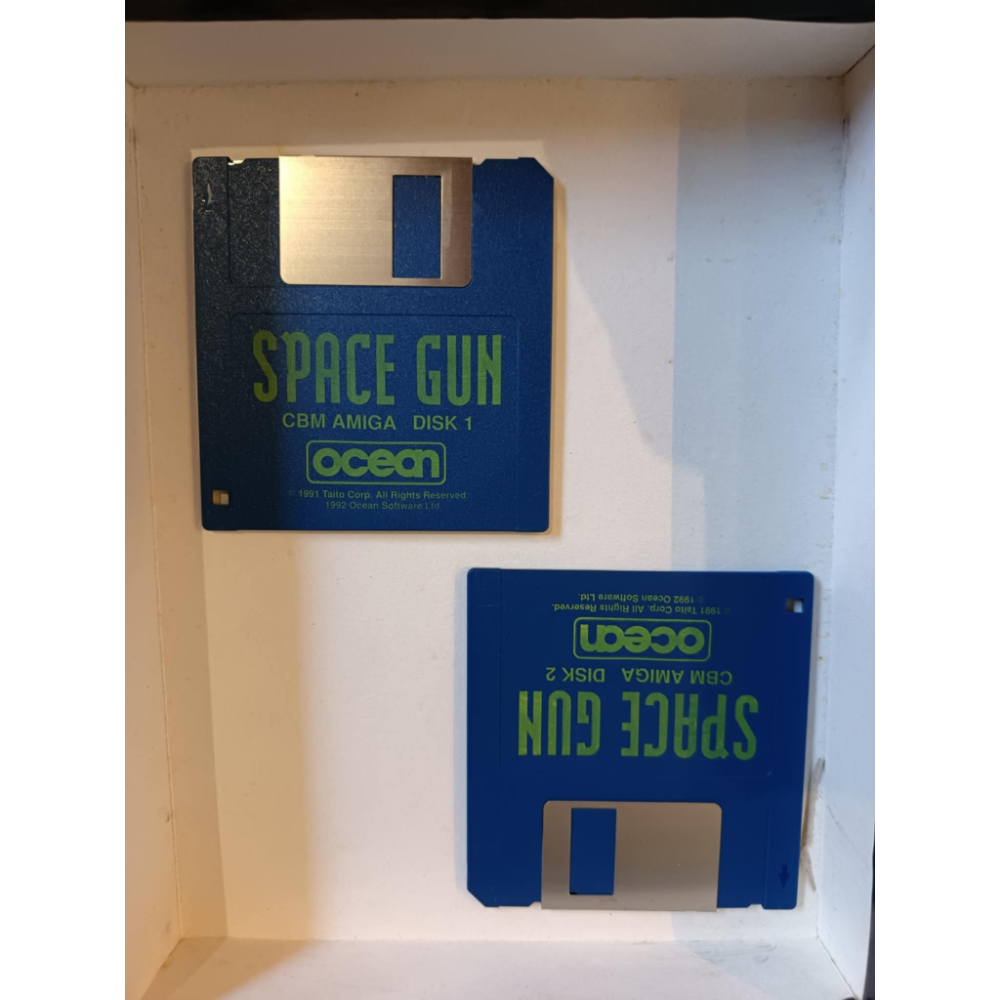 SPACE GUN
CBM AMIGA DISK 1
ocean
© 1991 Taito Corp. All Rights Reserved.
1992 Ocean Software Ltd.
SPACE GUN
CBM AMIGA DISK 2
ocean
© 1991 Taito Corp. All Rights Reserved.
© 1992 Ocean Software Ltd.